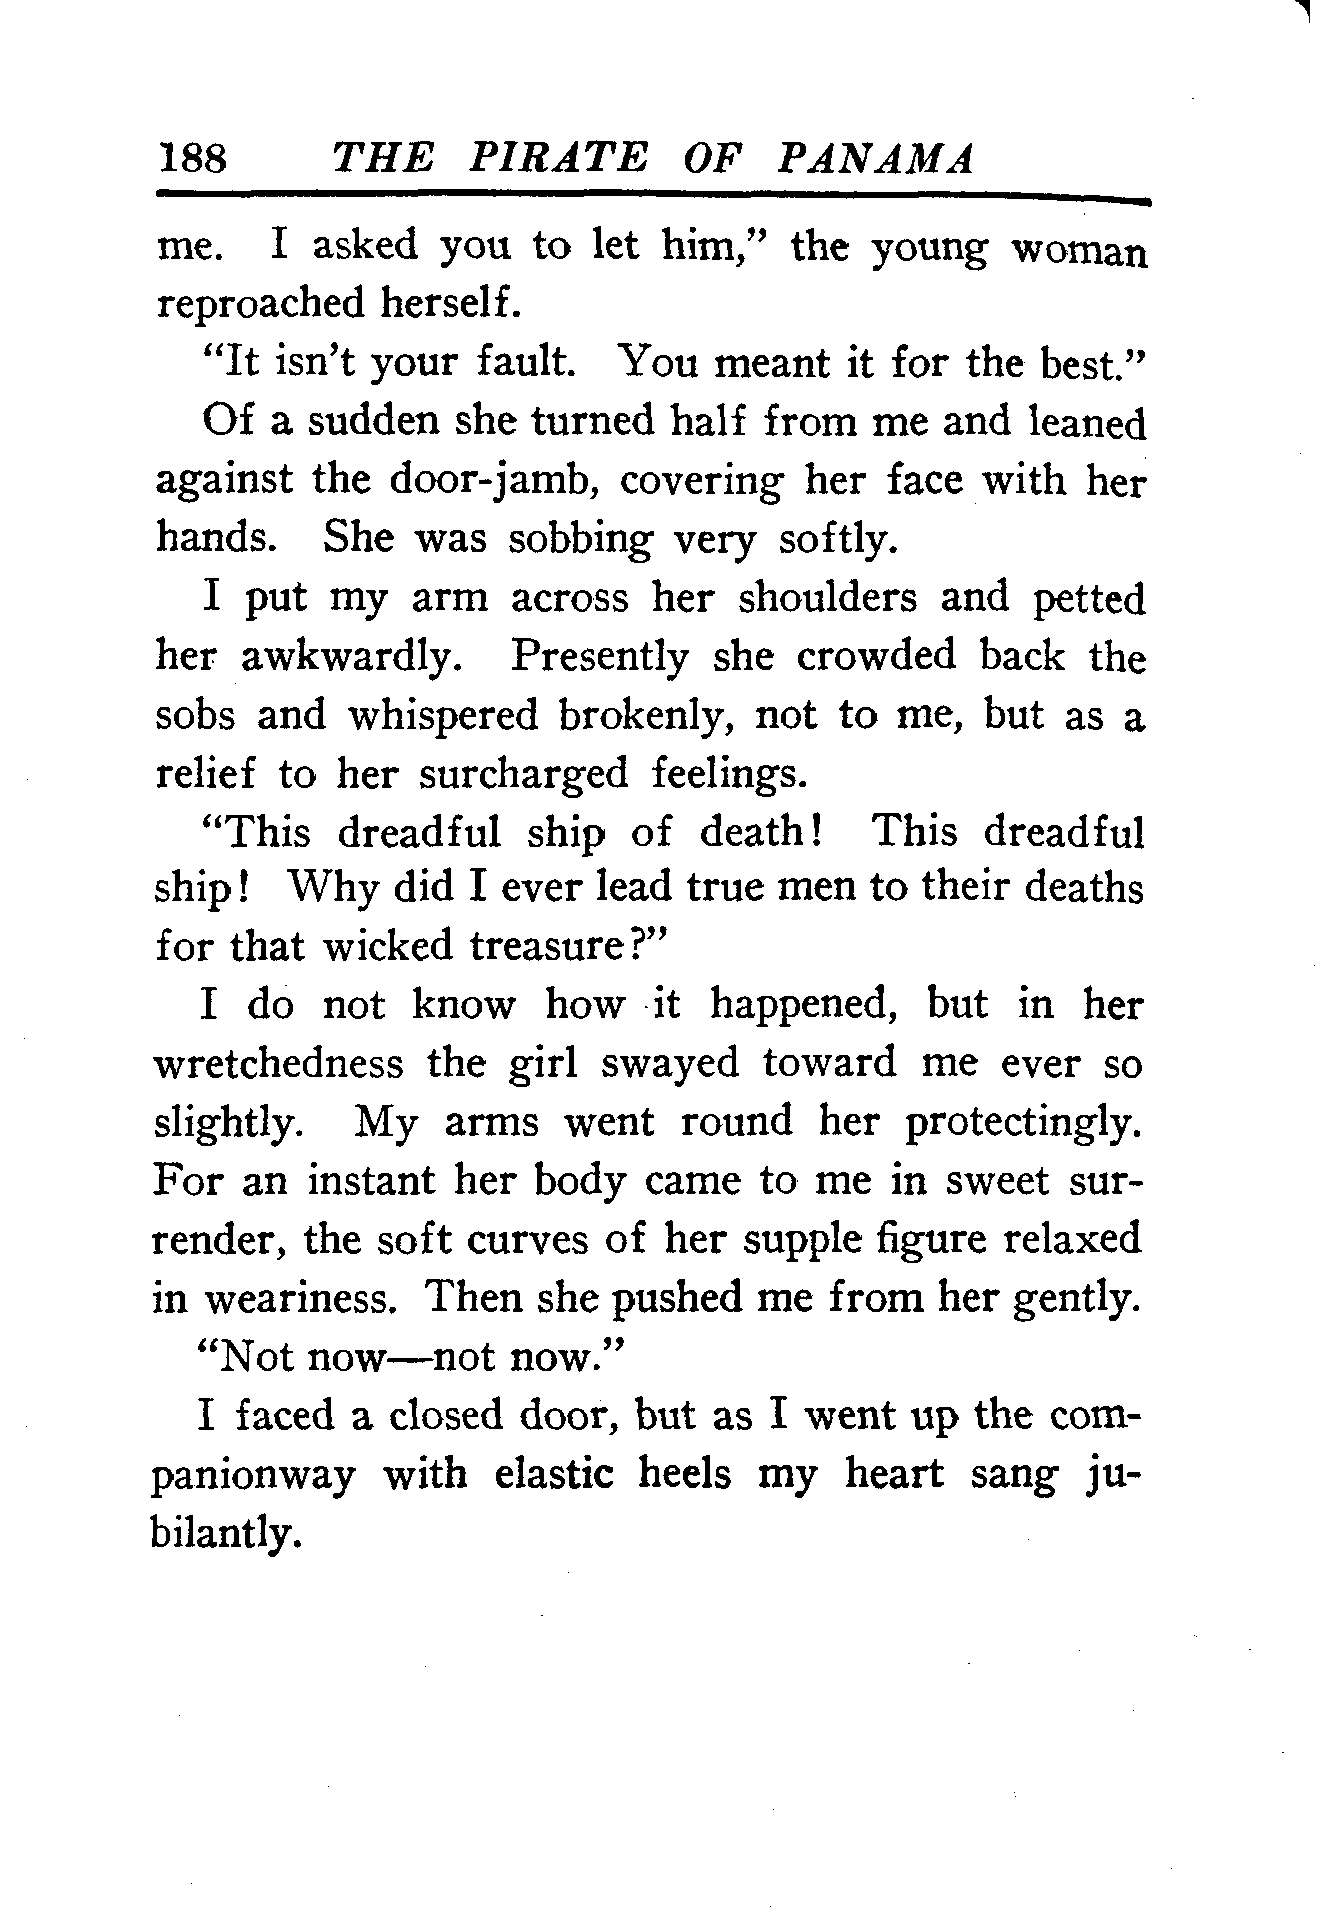 188 THE PIRATE OF PANAMA
me. I asked you to let him,” the young woman
reproached herself.
“It isn’t your fault. You meant it for the best.”
Of a sudden she turned half from me and leaned
against the door-jamb, covering her face with her
hands. She was sobbing very softly.
I put my arm across her shoulders and petted
her awkwardly. Presently she crowded back the
sobs and whispered brokenly, not to me, but as a
relief to her surcharged feelings.
“This dreadful ship of death! This dreadful
ship! Why did I ever lead true men to their deaths
for that wicked treasure?”
I do not know how it happened, but in her
wretchedness the girl swayed toward me ever so
slightly. My arms went round her protectingly.
For an instant her body came to me in sweet sur-
render, the soft curves of her supple figure relaxed
in weariness. Then she pushed me from her gently.
“Not now—not now.”
I faced a closed door, but as I went up the com-
panionway with elastic heels my heart sang ju-
bilantly.